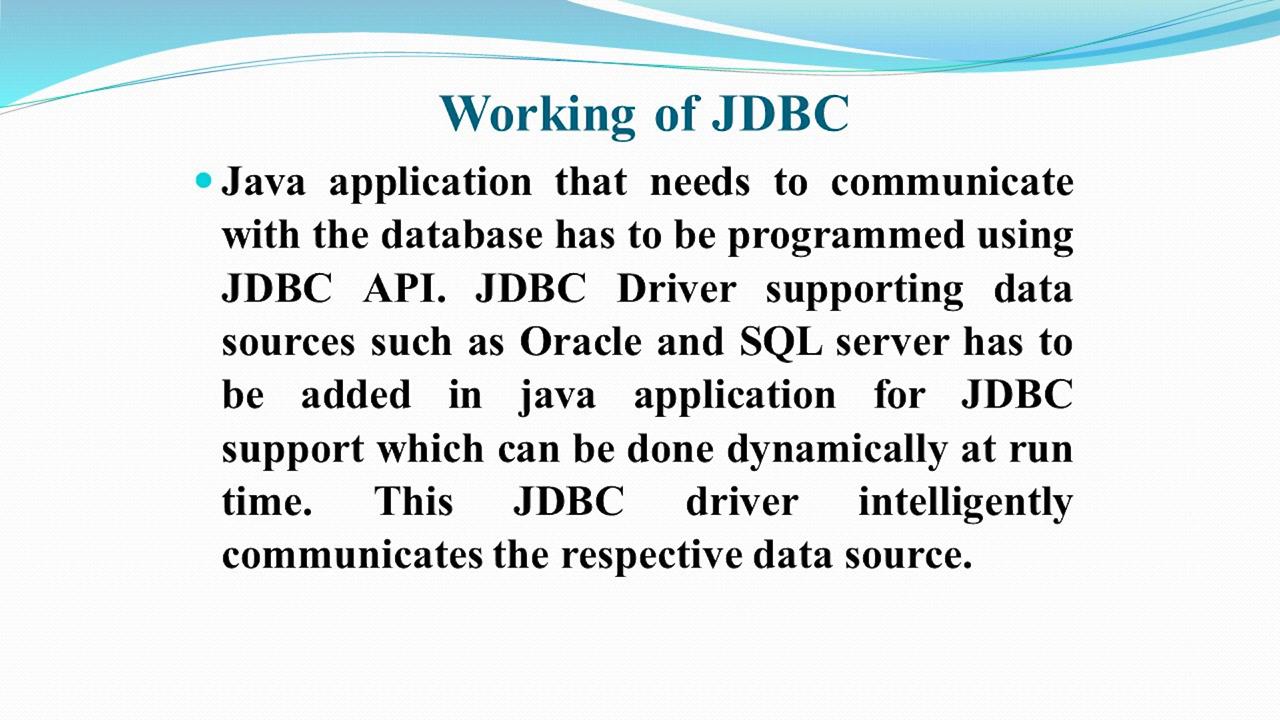 Working of JDBC
Java application that needs to communicate
with the database has to be programmed using
JDBC API. JDBC Driver supporting data
sources such as Oracle and SQL server has to
be added in java application for JDBC
support which can be done dynamically at run
time. This JDBC driver intelligently
communicates the respective data source.